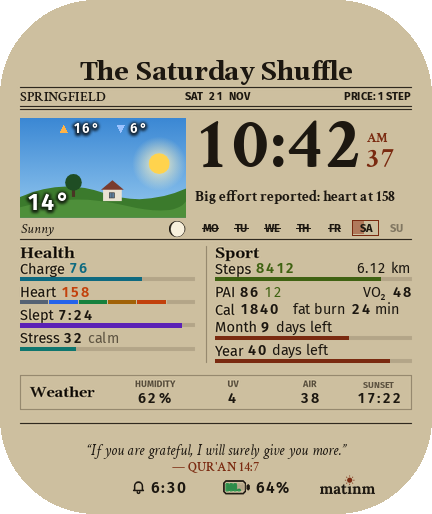 The Saturday Shuffle
SPRINGFIELD SAT 21 NOV PRICE: 1 STEP
16° 6°
14°
10:42 AM 37
Big effort reported: heart at 158
Sunny MO TU WE TH FR SA SU
Health
Charge 76
Heart 158
Slept 7:24
Stress 32 calm
Sport
Steps 8412 6.12 km
PAI 86 12 VO₂ 48
Cal 1840 fat burn 24 min
Month 9 days left
Year 40 days left
Weather
HUMIDITY UV AIR SUNSET
62% 4 38 17:22
“If you are grateful, I will surely give you more.”
— QUR'AN 14:7
6:30 64% matinm